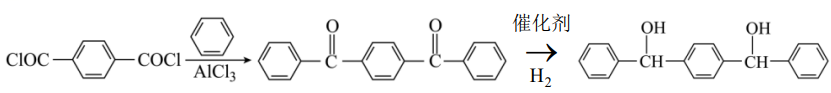 O O 催化剂 OH OH
ClOC COCl AlCl₃ C C H₂ CH CH